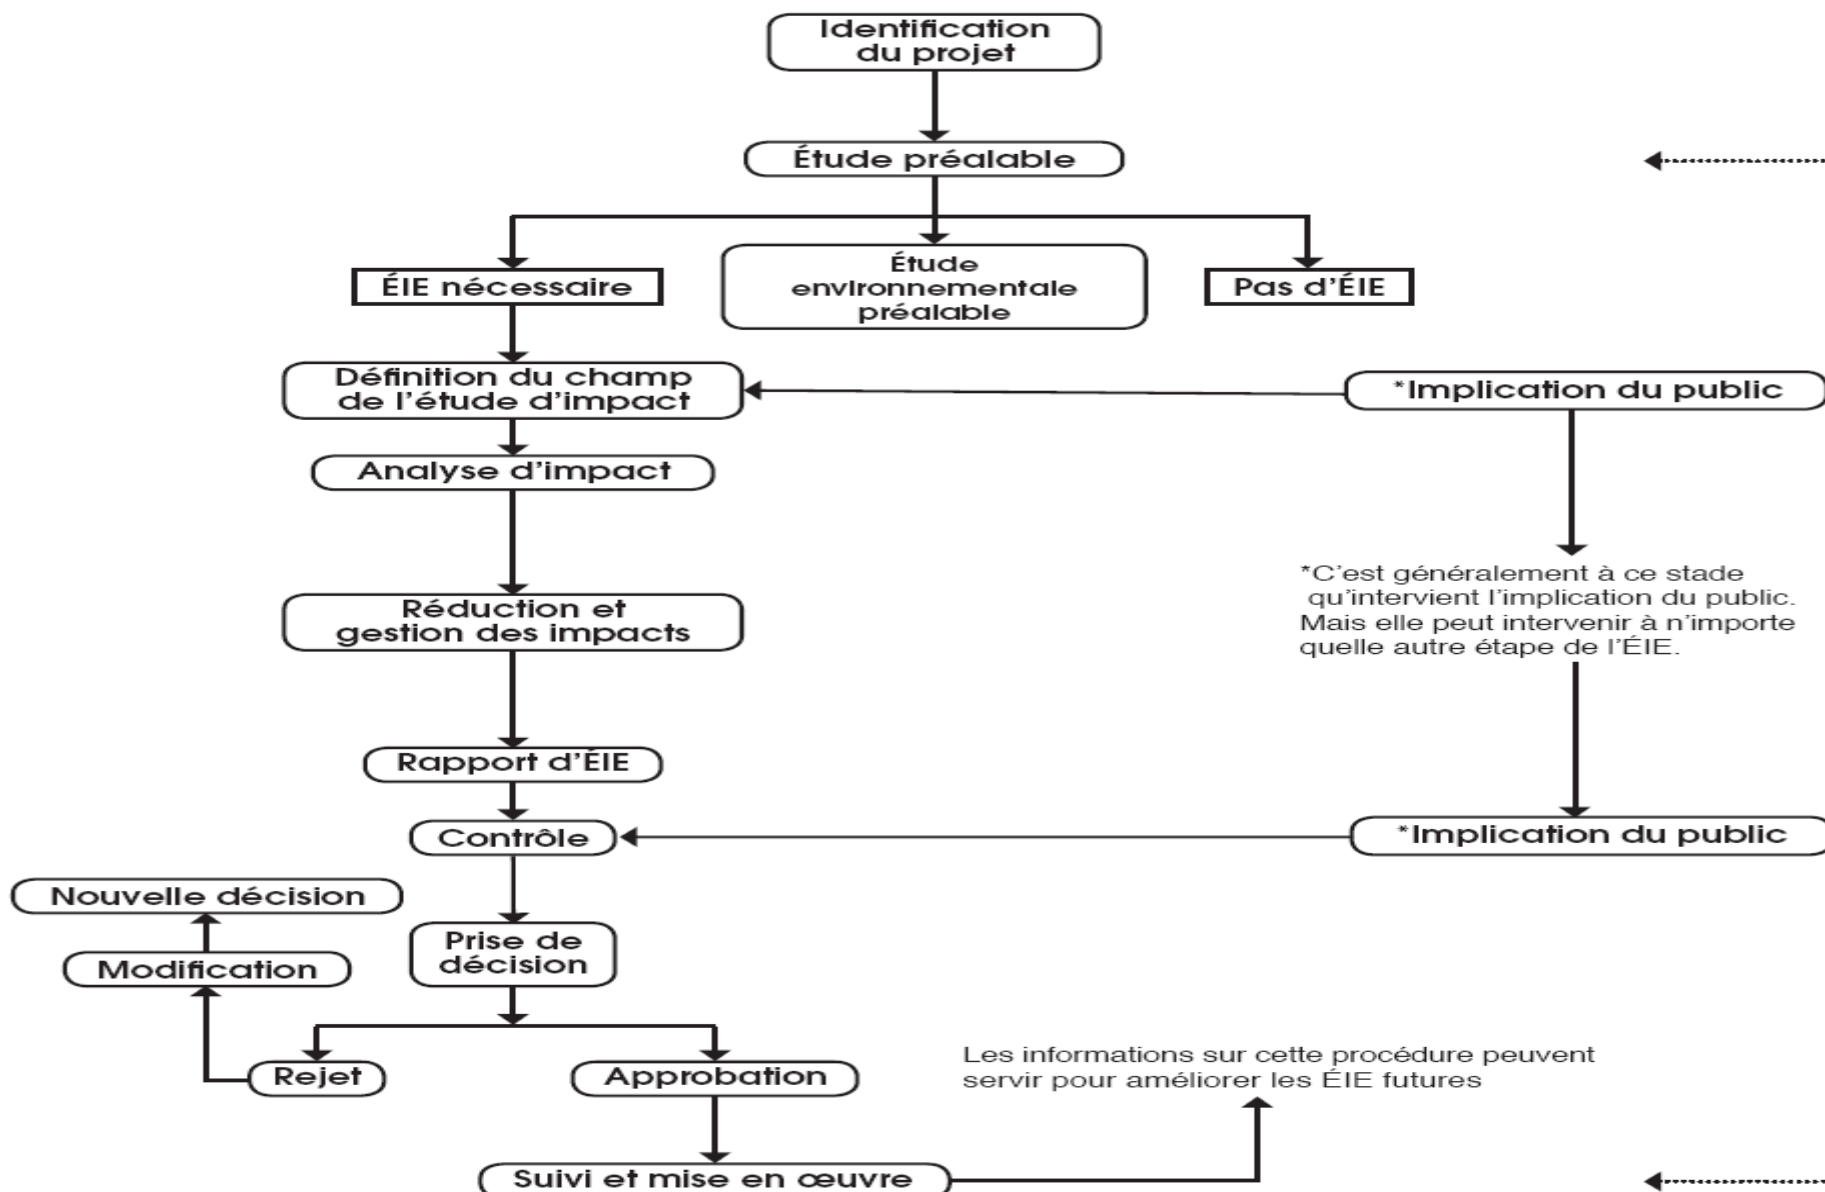 Identification
du projet
Étude préalable
ÉIE nécessaire
Étude
environnementale
préalable
Pas d'ÉIE
Définition du champ
de l'étude d'impact
*Implication du public
Analyse d'impact
*C'est généralement à ce stade
qu'intervient l'implication du public.
Mais elle peut intervenir à n'importe
quelle autre étape de l'ÉIE.
Réduction et
gestion des impacts
Rapport d'ÉIE
Contrôle
*Implication du public
Nouvelle décision
Modification
Prise de
décision
Rejet
Approbation
Les informations sur cette procédure peuvent
servir pour améliorer les ÉIE futures
Suivi et mise en œuvre